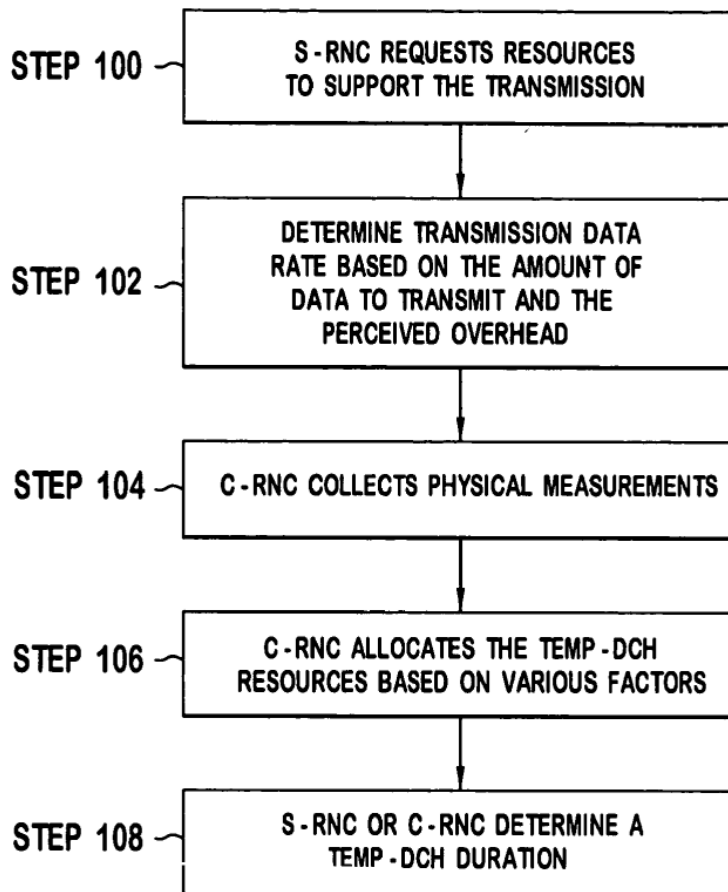 STEP 100
S-RNC REQUESTS RESOURCES
TO SUPPORT THE TRANSMISSION
STEP 102
DETERMINE TRANSMISSION DATA
RATE BASED ON THE AMOUNT OF
DATA TO TRANSMIT AND THE
PERCEIVED OVERHEAD
STEP 104
C-RNC COLLECTS PHYSICAL MEASUREMENTS
STEP 106
C-RNC ALLOCATES THE TEMP-DCH
RESOURCES BASED ON VARIOUS FACTORS
STEP 108
S-RNC OR C-RNC DETERMINE A
TEMP-DCH DURATION